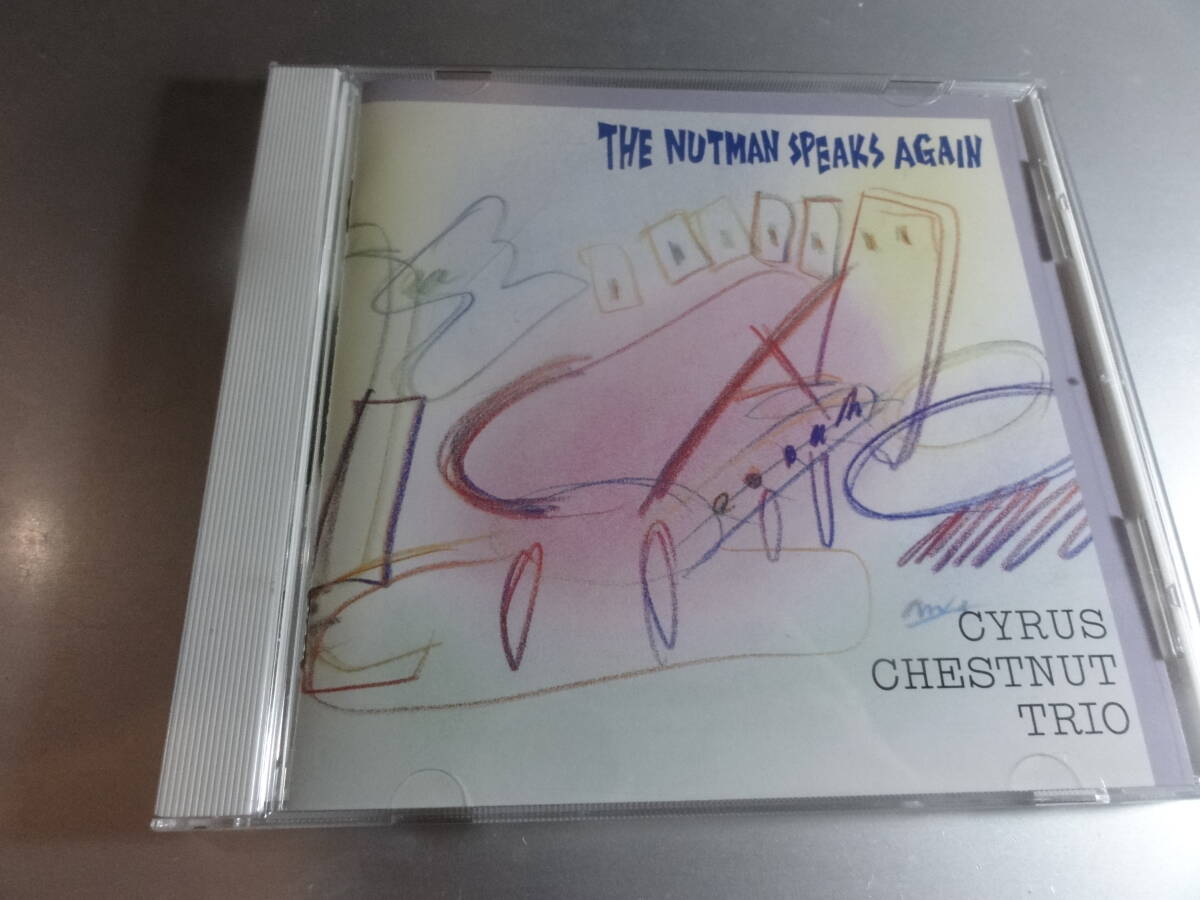 THE NUTMAN SPEAKS AGAIN
CYRUS
CHESTNUT
TRIO